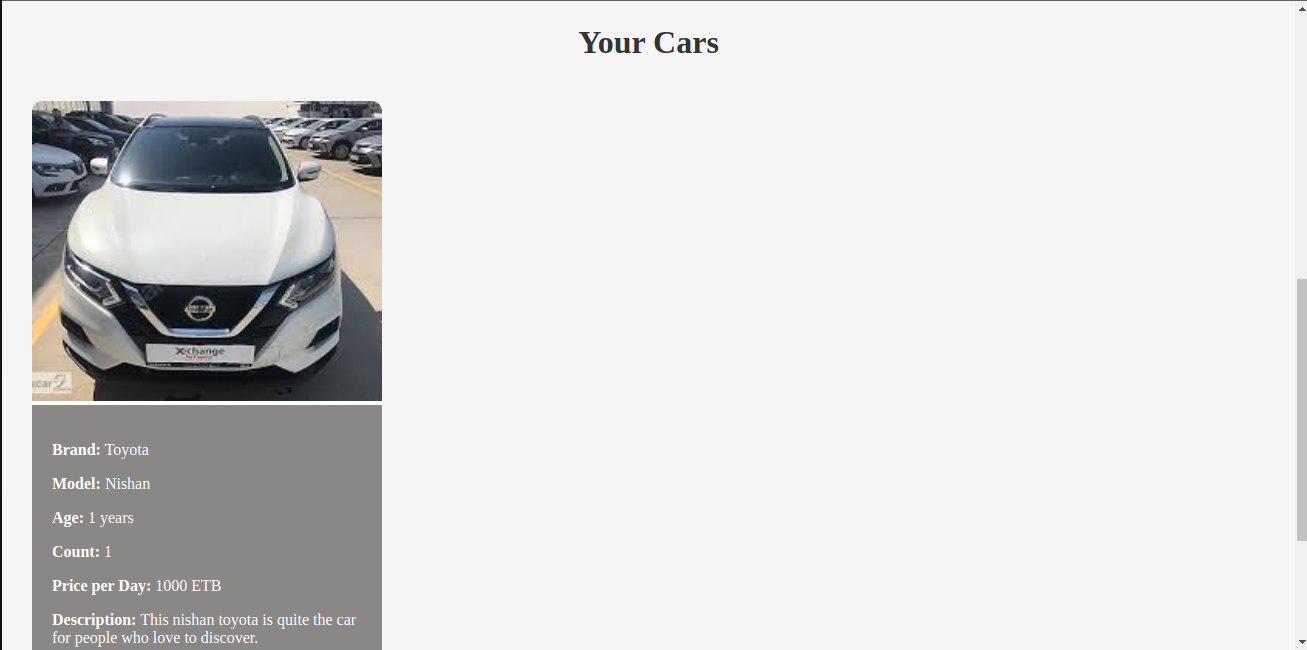 Your Cars
Xchange
xcar2
Brand: Toyota
Model: Nishan
Age: 1 years
Count: 1
Price per Day: 1000 ETB
Description: This nishan toyota is quite the car
for people who love to discover.